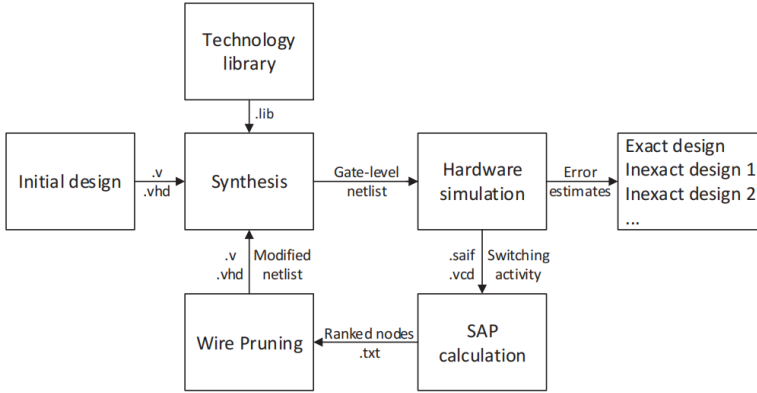 Technology
library
.lib
Initial design
.v
.vhd
Synthesis
Gate-level
netlist
Hardware
simulation
Error
estimates
Exact design
Inexact design 1
Inexact design 2
...
.v
.vhd
Modified
netlist
.saif
.vcd
Switching
activity
Wire Pruning
Ranked nodes
.txt
SAP
calculation